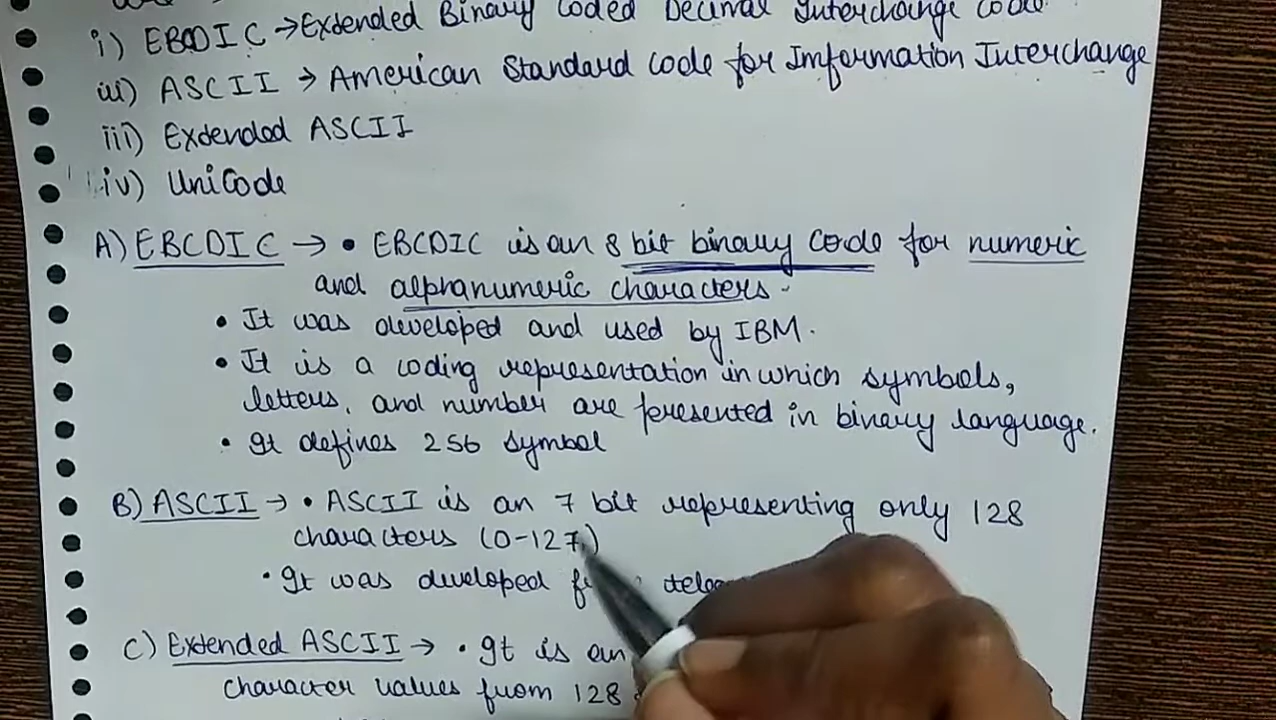 i) EBCDIC → Extended Binary Coded Decimal Interchange Code
ii) ASCII → American Standard Code for Information Interchange
iii) Extended ASCII
iv) UniCode
A) EBCDIC → • EBCDIC is an 8 bit binary code for numeric
and alphanumeric characters.
• It was developed and used by IBM.
• It is a coding representation in which symbols,
letters, and number are presented in binary language.
• It defines 256 symbol
B) ASCII → • ASCII is an 7 bit representing only 128
characters (0-127)
• It was developed
C) Extended ASCII → • It is an
character values from 128